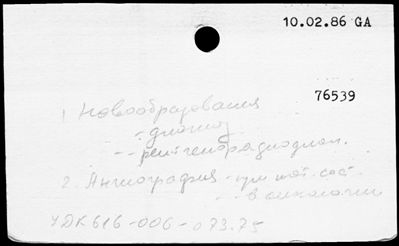 10.02.86 GA
76539
1. Новообразования
- диагноз
-- рентгенорадиодиагн.
2. Ангиография - при пат. сост.
-- в онкологии
УДК 616-006-073.75